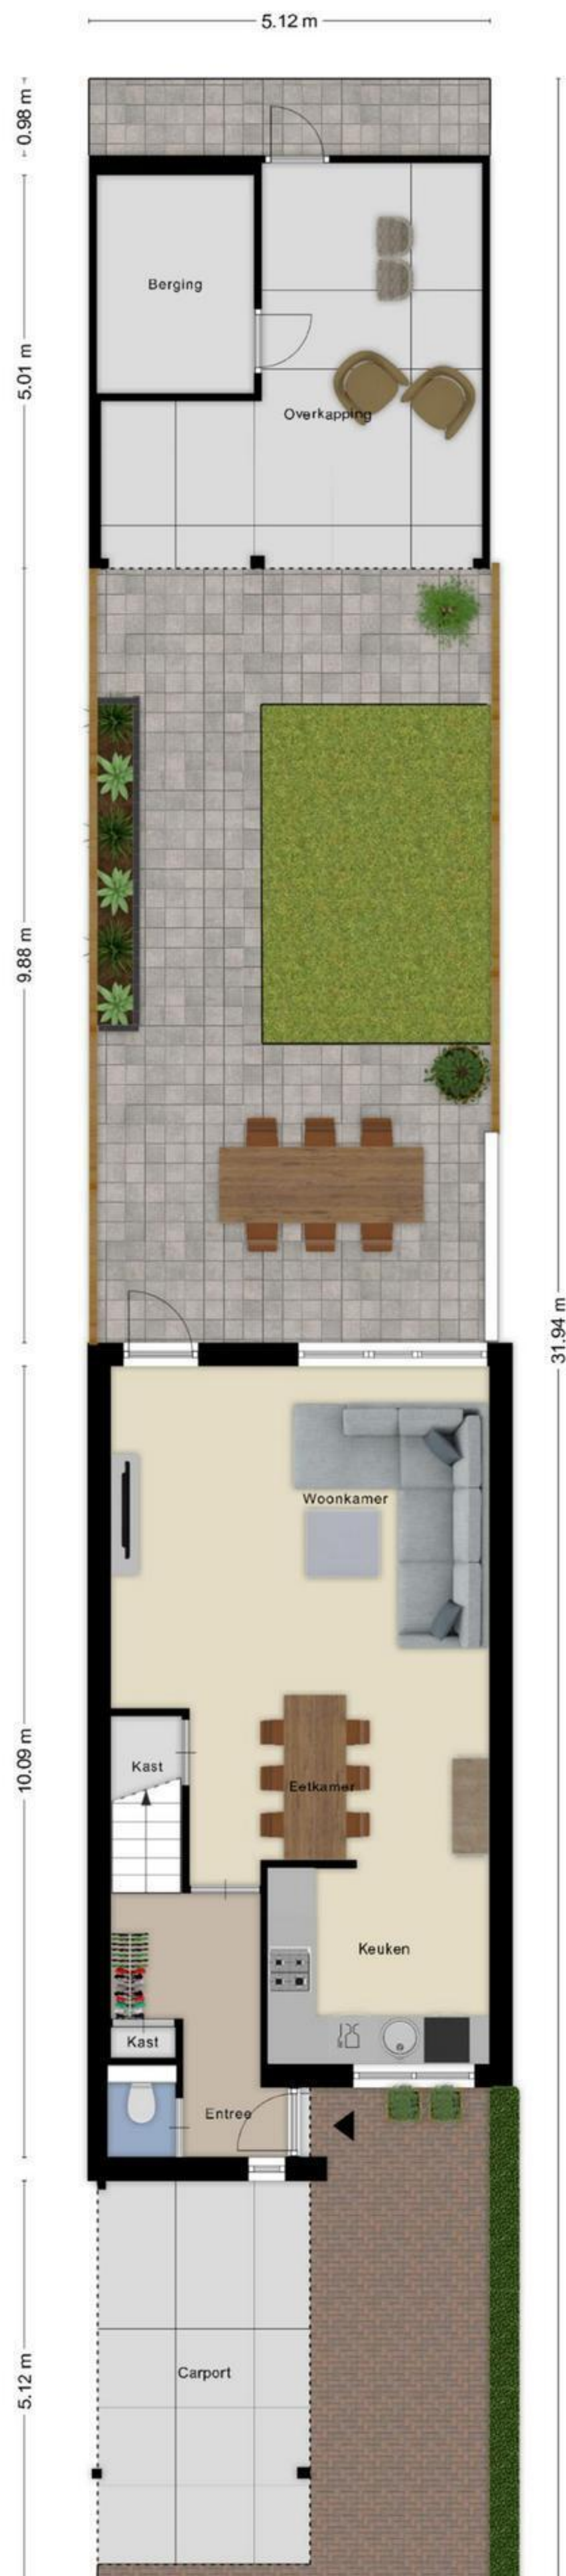 5.12 m
0.98 m
Berging
5.01 m
Overkapping
9.88 m
31.94 m
Woonkamer
10.09 m
Kast
Eetkamer
Keuken
Kast
Entree
Carport
5.12 m